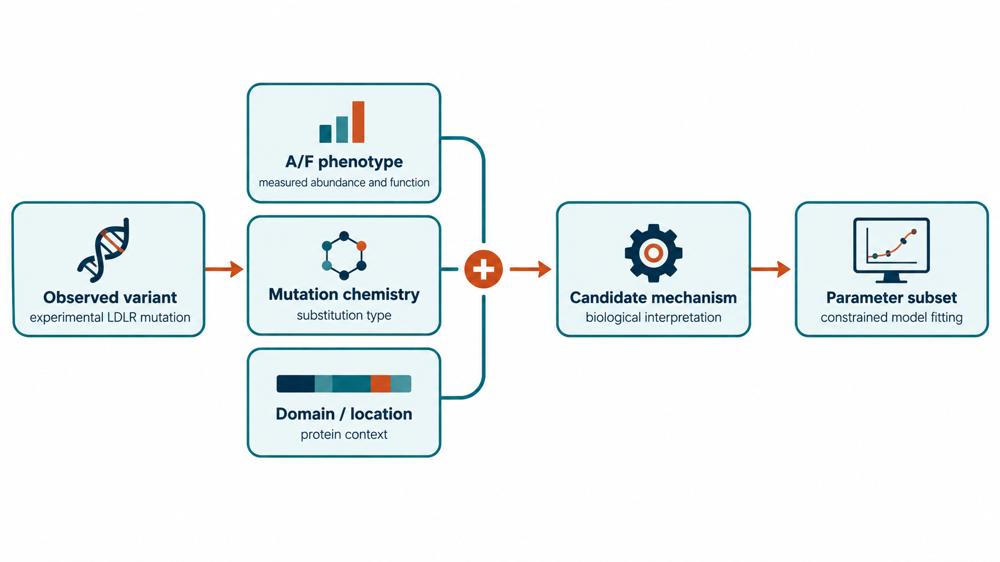 Observed variant
experimental LDLR mutation
A/F phenotype
measured abundance and function
Mutation chemistry
substitution type
Domain / location
protein context
Candidate mechanism
biological interpretation
Parameter subset
constrained model fitting